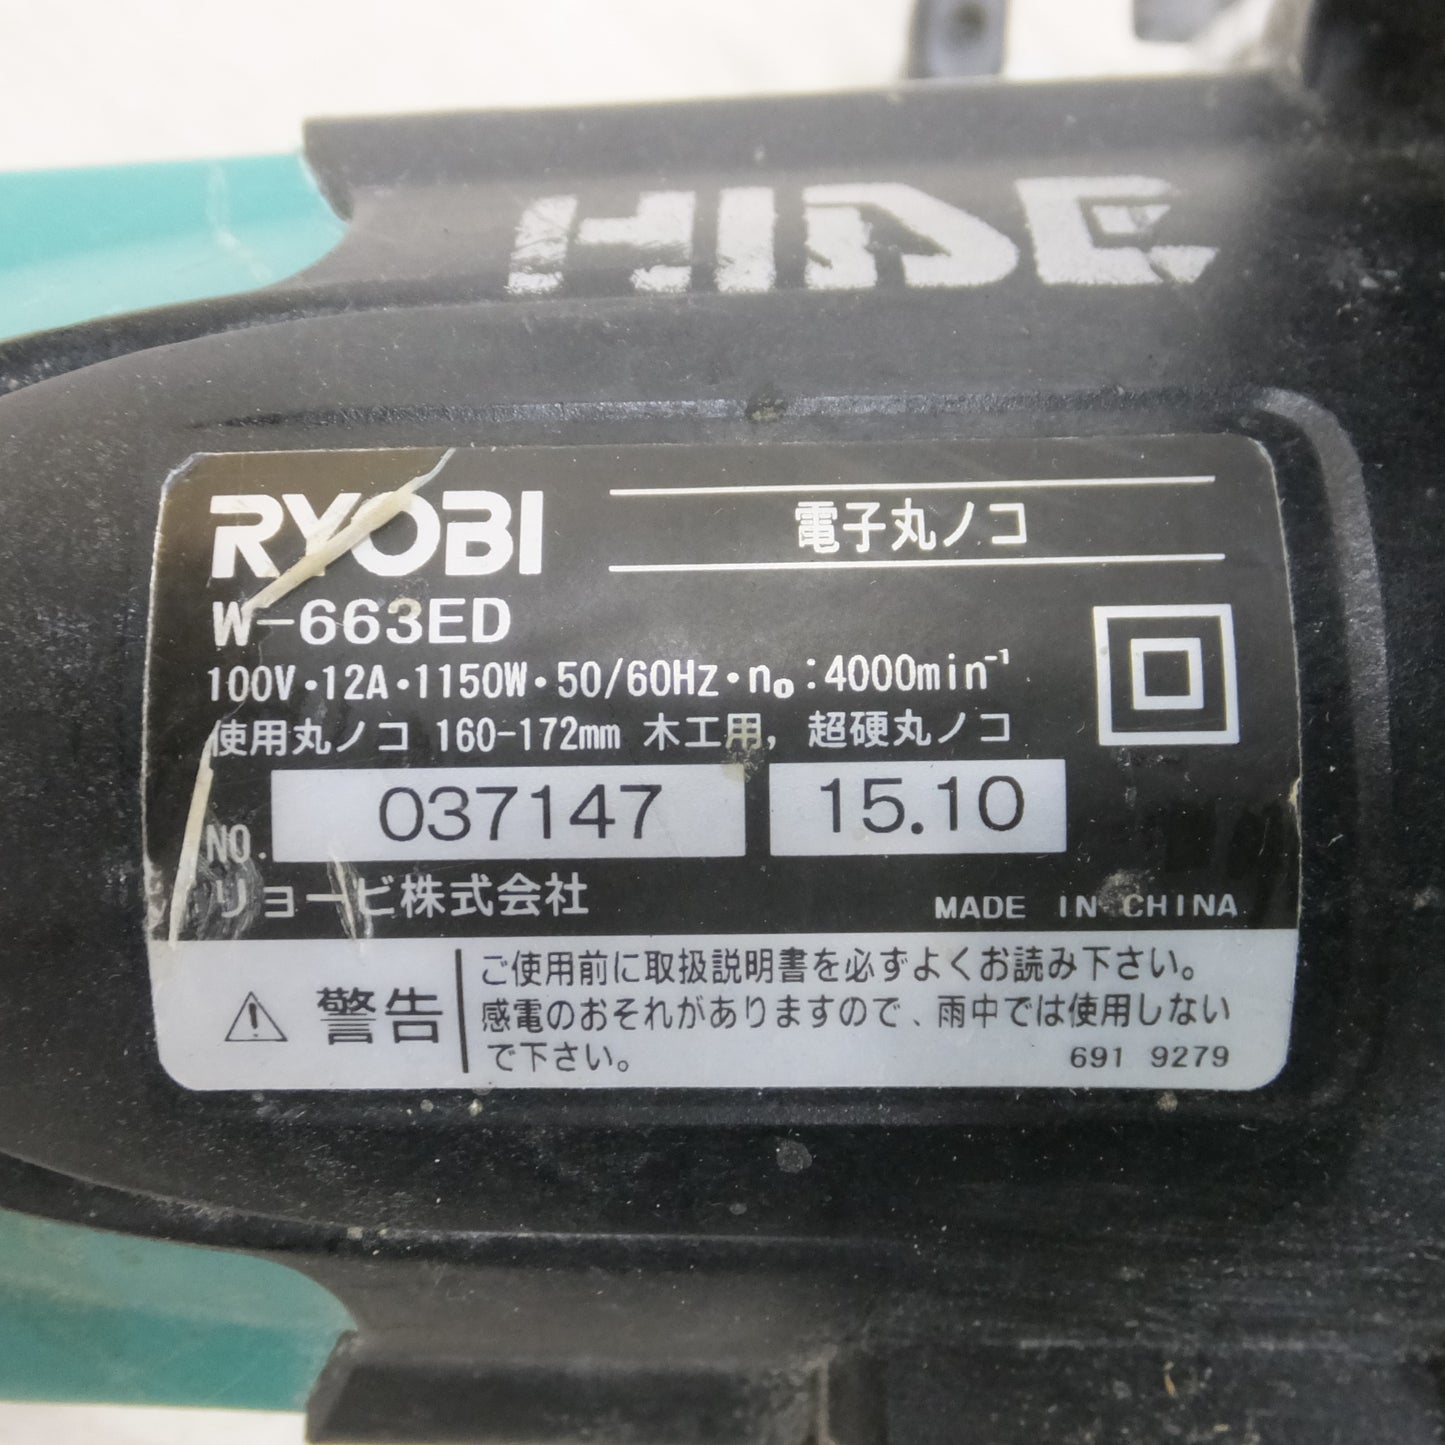 HIDE
RYOBI
電子丸ノコ
W-663ED
100V・12A・1150W・50/60Hz・n₀:4000min⁻¹
使用丸ノコ 160-172mm 木工用, 超硬丸ノコ
NO. 037147 15.10
リョービ株式会社
MADE IN CHINA
⚠ 警告
ご使用前に取扱説明書を必ずよくお読み下さい。
感電のおそれがありますので、雨中では使用しない
で下さい。
691 9279